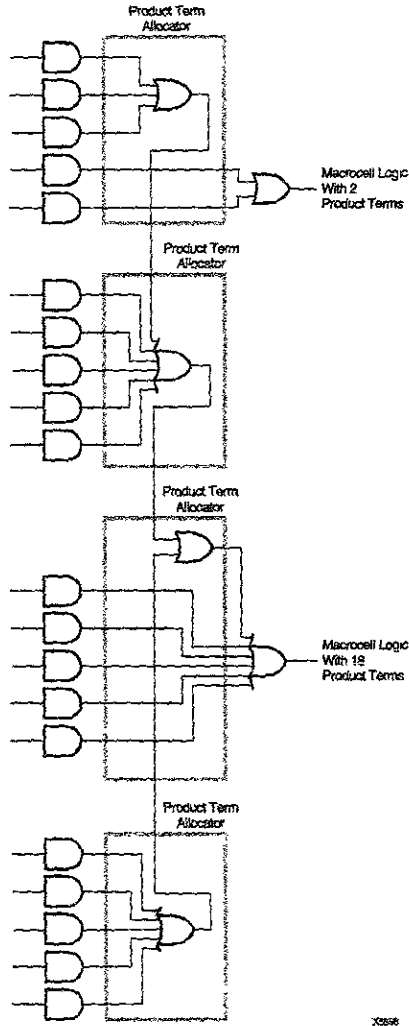 Product Term
Allocator
Macrocell Logic
With 2
Product Terms
Product Term
Allocator
Product Term
Allocator
Macrocell Logic
With 18
Product Terms
Product Term
Allocator